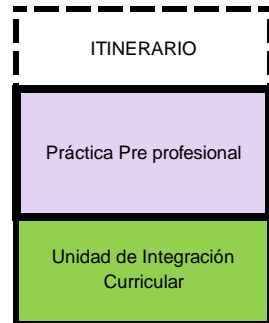 ITINERARIO
Práctica Pre profesional
Unidad de Integración
Curricular